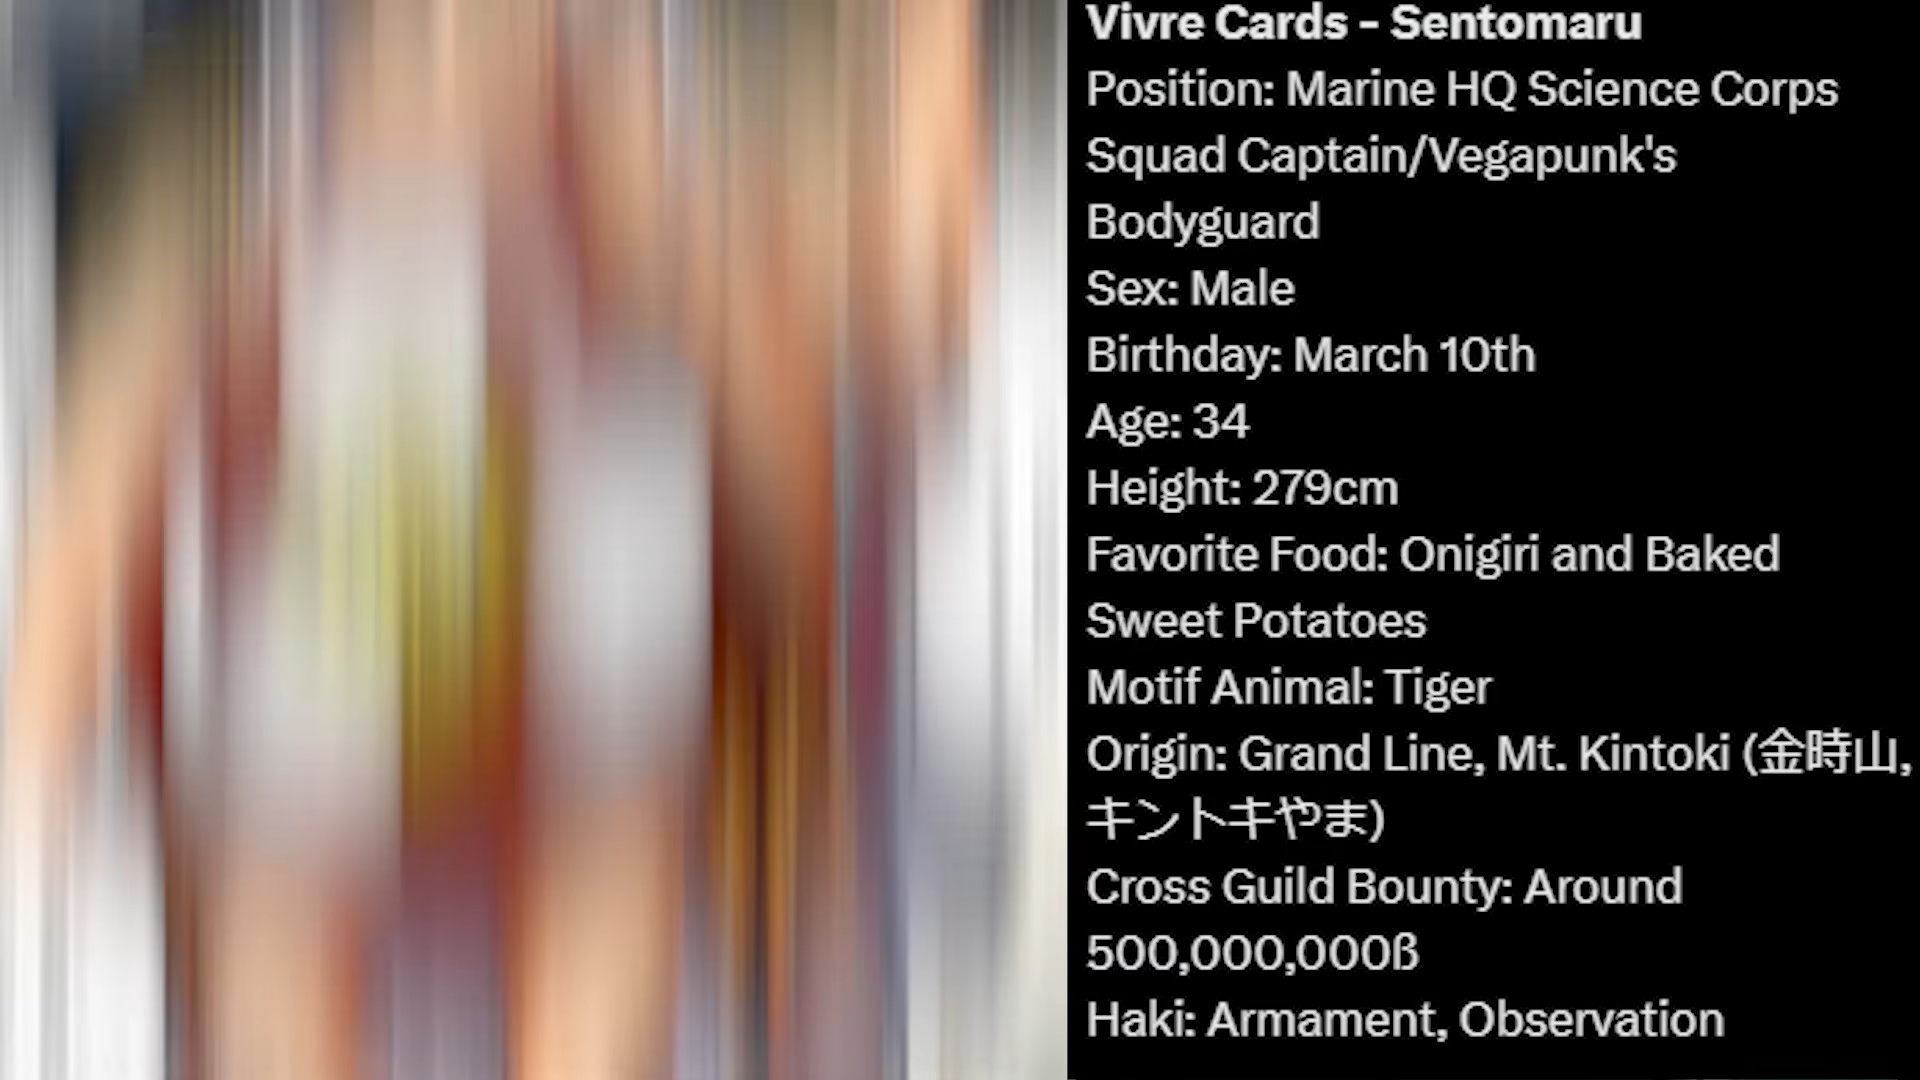 Vivre Cards - Sentomaru
Position: Marine HQ Science Corps
Squad Captain/Vegapunk's
Bodyguard
Sex: Male
Birthday: March 10th
Age: 34
Height: 279cm
Favorite Food: Onigiri and Baked
Sweet Potatoes
Motif Animal: Tiger
Origin: Grand Line, Mt. Kintoki (金時山,
キントキやま)
Cross Guild Bounty: Around
500,000,000ß
Haki: Armament, Observation